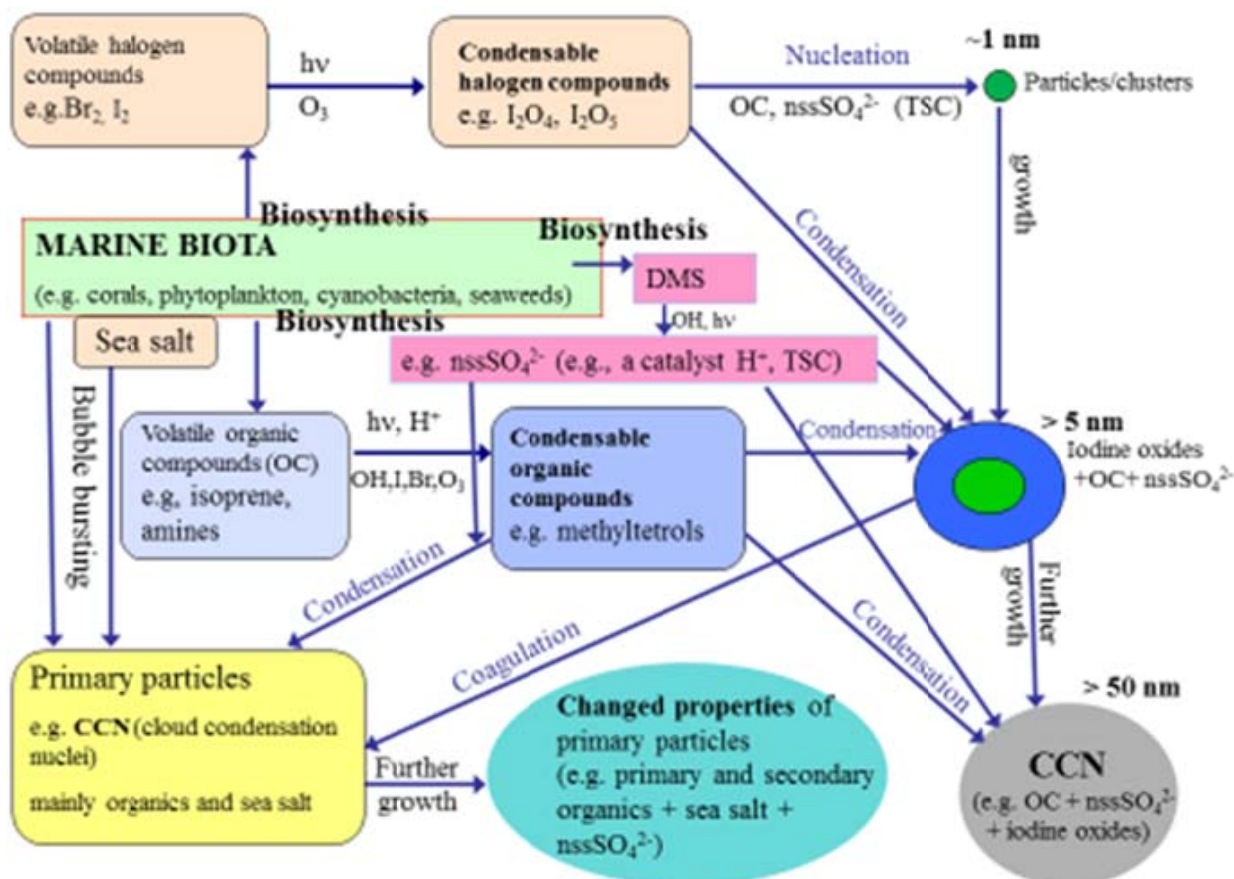 Volatile halogen
compounds
e.g.Br₂, I₂
hν
O₃
Condensable
halogen compounds
e.g. I₂O₄, I₂O₅
Nucleation
OC, nssSO₄²⁻ (TSC)
~1 nm
Particles/clusters
growth
Biosynthesis
MARINE BIOTA
(e.g. corals, phytoplankton, cyanobacteria, seaweeds)
Biosynthesis
DMS
OH, hν
Condensation
Biosynthesis
Sea salt
e.g. nssSO₄²⁻ (e.g., a catalyst H⁺, TSC)
Bubble bursting
Volatile organic
compounds (OC)
e.g, isoprene,
amines
hν, H⁺
OH,I,Br,O₃
Condensable
organic
compounds
e.g. methyltetrols
Condensation
> 5 nm
Iodine oxides
+OC+ nssSO₄²⁻
Condensation
Coagulation
Condensation
Further
growth
Primary particles
e.g. CCN (cloud condensation
nuclei)
mainly organics and sea salt
Further
growth
Changed properties of
primary particles
(e.g. primary and secondary
organics + sea salt +
nssSO₄²⁻)
> 50 nm
CCN
(e.g. OC + nssSO₄²⁻
+ iodine oxides)